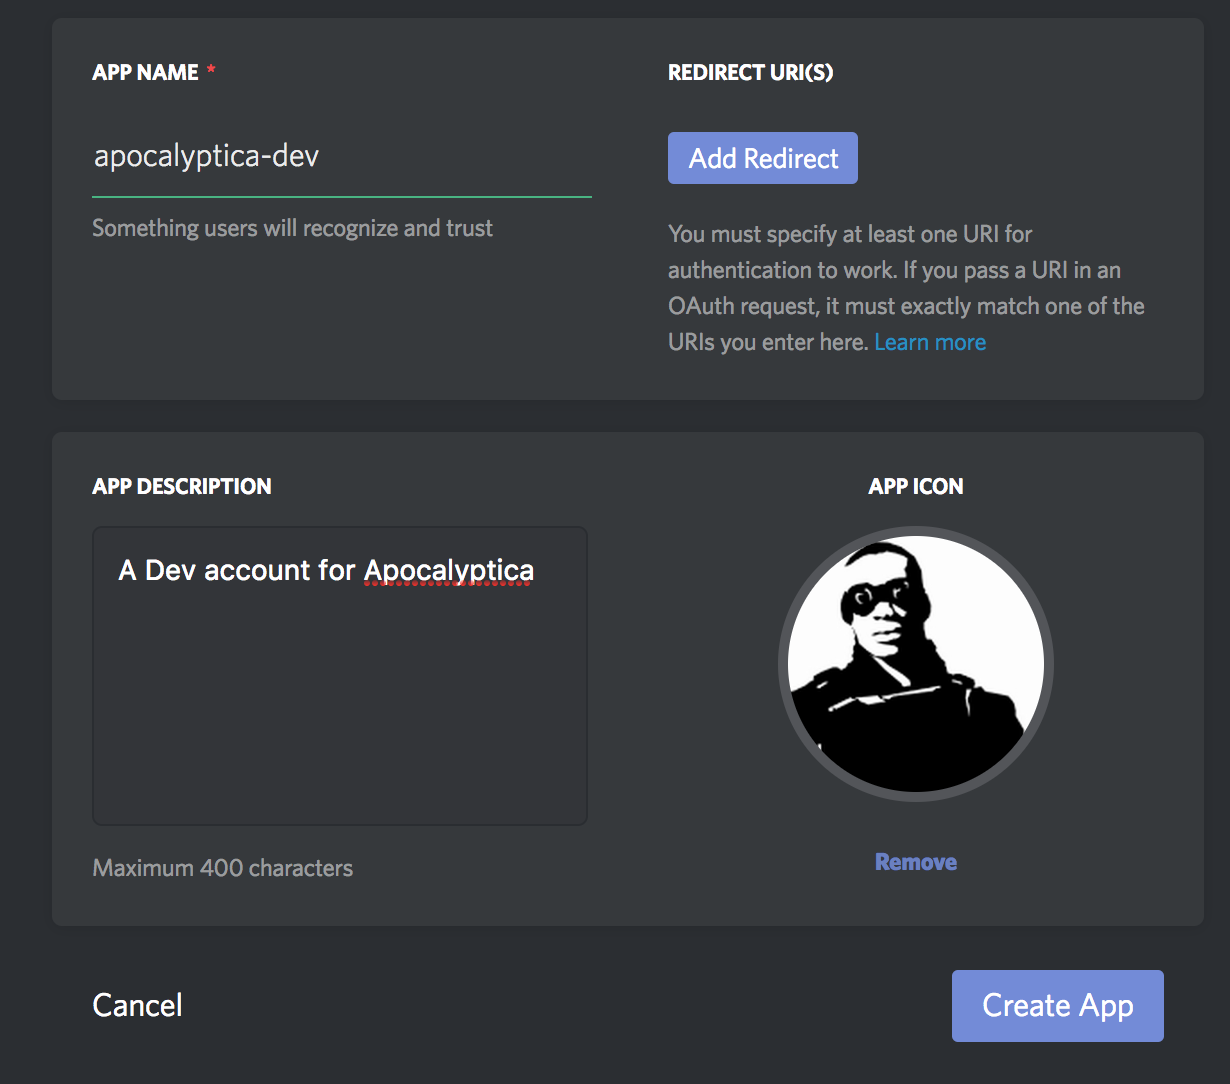 APP NAME *
apocalyptica-dev
Something users will recognize and trust
REDIRECT URI(S)
Add Redirect
You must specify at least one URI for
authentication to work. If you pass a URI in an
OAuth request, it must exactly match one of the
URIs you enter here. Learn more
APP DESCRIPTION
A Dev account for Apocalyptica
Maximum 400 characters
APP ICON
Remove
Cancel
Create App